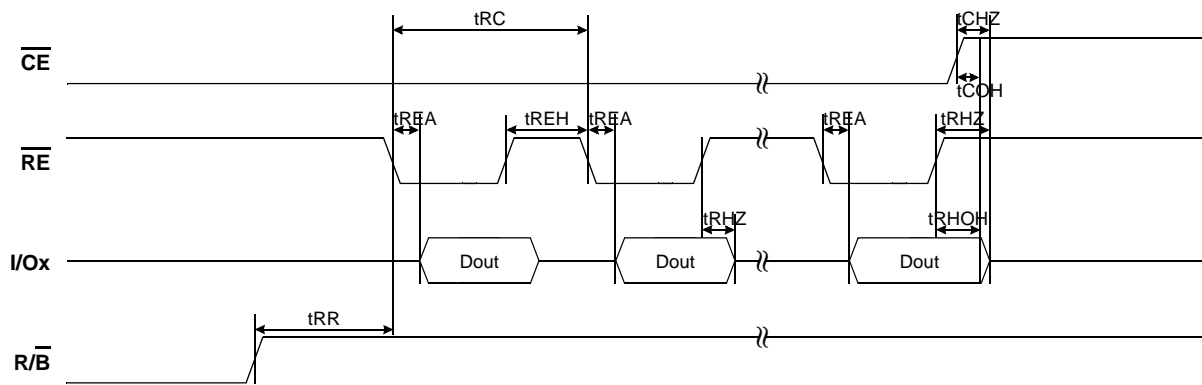 tRC
tCHZ
CE
tCOH
tREA
tREH
tREA
tREA
tRHZ
RE
tRHZ
tRHOH
I/Ox
Dout
Dout
Dout
tRR
R/B